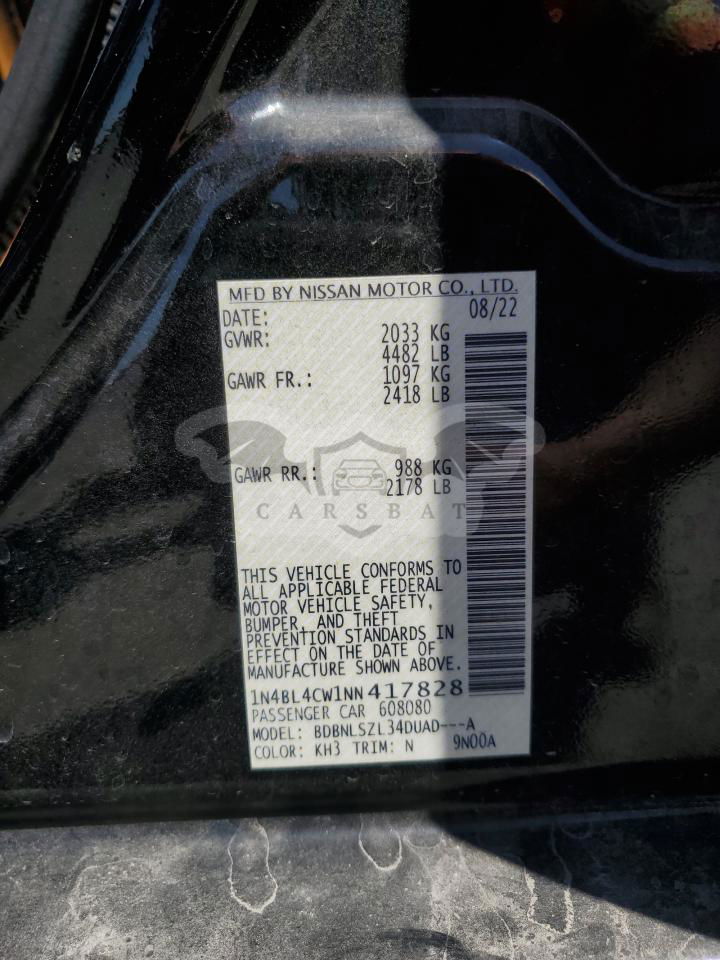 MFD BY NISSAN MOTOR CO., LTD.
DATE: 08/22
GVWR: 2033 KG
4482 LB
GAWR FR.: 1097 KG
2418 LB
GAWR RR.: 988 KG
2178 LB
CARSBAT
THIS VEHICLE CONFORMS TO
ALL APPLICABLE FEDERAL
MOTOR VEHICLE SAFETY,
BUMPER, AND THEFT
PREVENTION STANDARDS IN
EFFECT ON THE DATE OF
MANUFACTURE SHOWN ABOVE.
1N4BL4CW1NN417828
PASSENGER CAR 608080
MODEL: BDBNLSZL34DUAD---A
COLOR: KH3 TRIM: N 9N00A